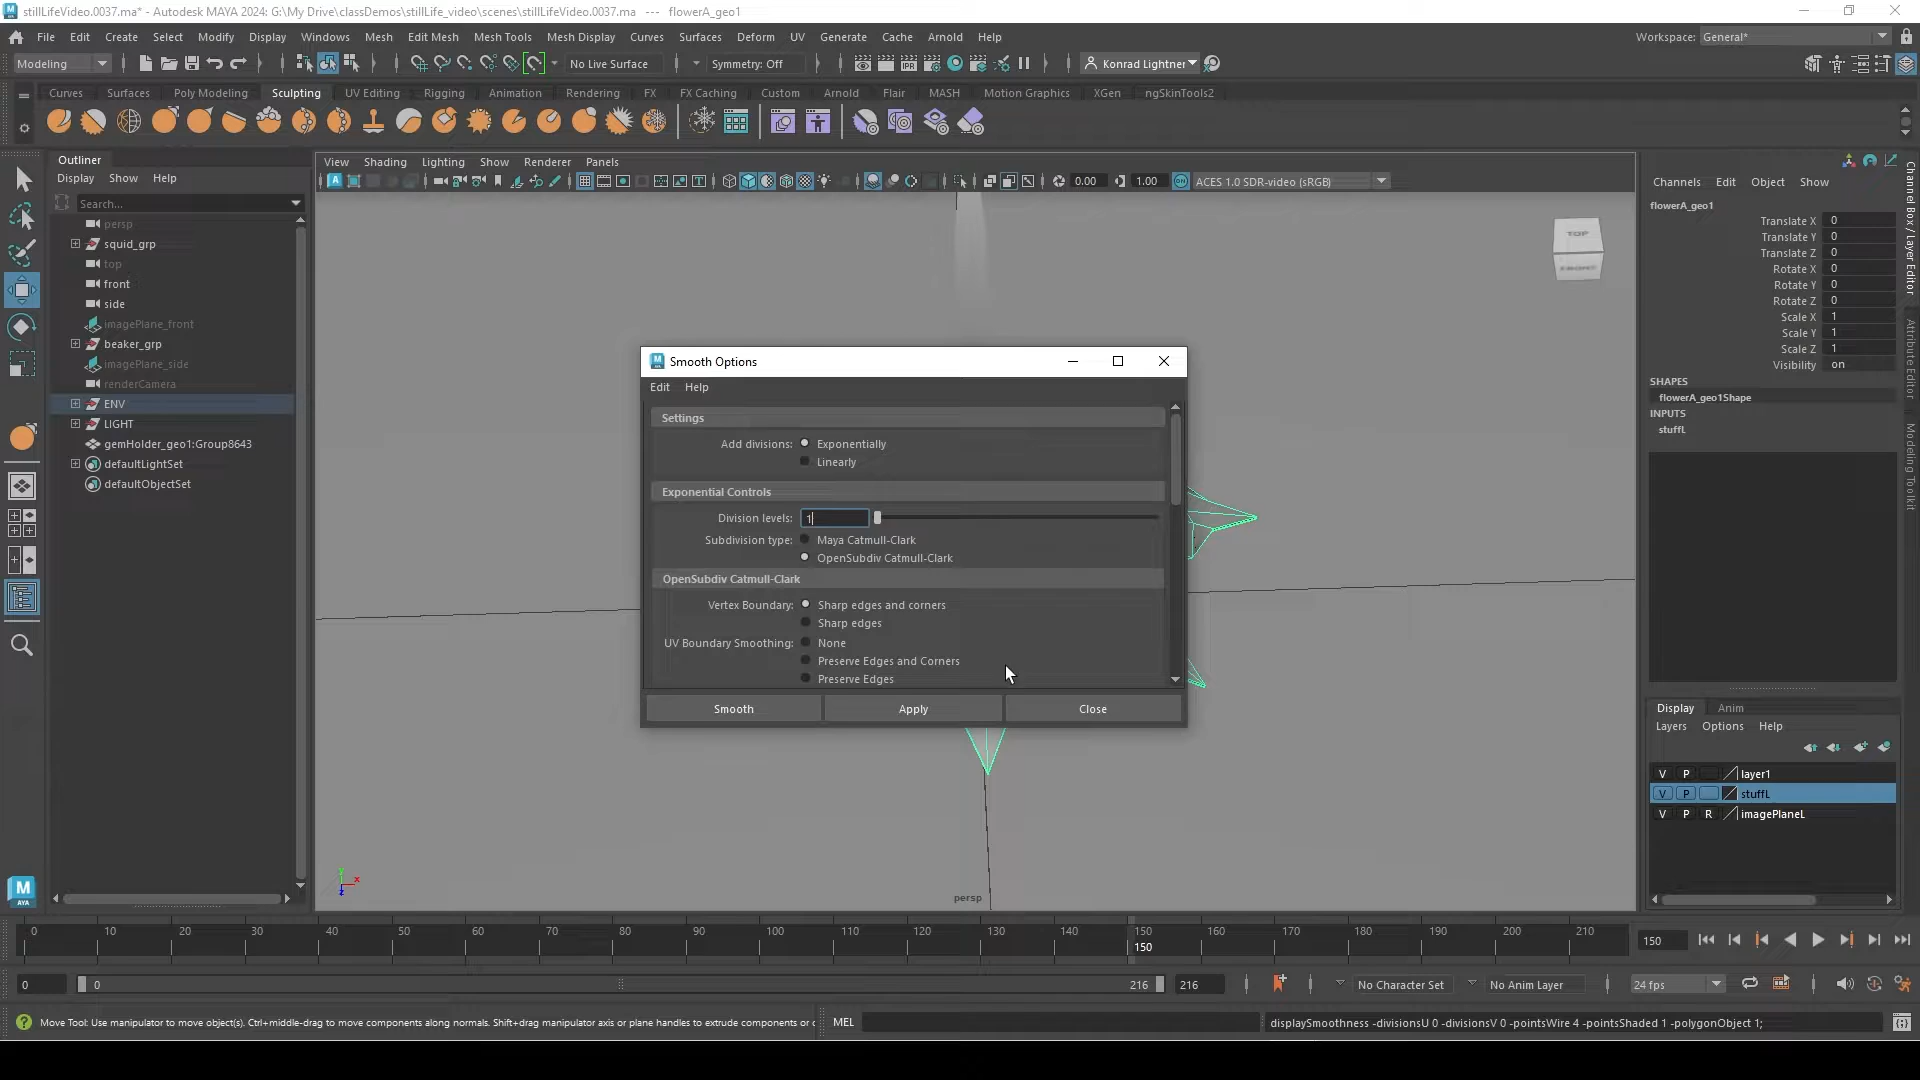 stillLifeVideo.0037.ma* - Autodesk MAYA 2024: G:\My Drive\classDemos\stillLife_video\scenes\stillLifeVideo.0037.ma --- flowerA_geo1
File Edit Create Select Modify Display Windows Mesh Edit Mesh Mesh Tools Mesh Display Curves Surfaces Deform UV Generate Cache Arnold Help
Workspace: General*
Modeling No Live Surface Symmetry: Off Konrad Lightner
Curves Surfaces Poly Modeling Sculpting UV Editing Rigging Animation Rendering FX FX Caching Custom Arnold Flair MASH Motion Graphics XGen ngSkinTools2
Outliner
Display Show Help
Search...
persp
squid_grp
top
front
side
imagePlane_front
beaker_grp
imagePlane_side
renderCamera
ENV
LIGHT
gemHolder_geo1:Group8643
defaultLightSet
defaultObjectSet
View Shading Lighting Show Renderer Panels
0.00 1.00 ACES 1.0 SDR-video (sRGB)
TOP
FRONT
Smooth Options
Edit Help
Settings
Add divisions: Exponentially
Linearly
Exponential Controls
Division levels: 1
Subdivision type: Maya Catmull-Clark
OpenSubdiv Catmull-Clark
OpenSubdiv Catmull-Clark
Vertex Boundary: Sharp edges and corners
Sharp edges
UV Boundary Smoothing: None
Preserve Edges and Corners
Preserve Edges
Smooth Apply Close
persp
y x z
Channels Edit Object Show
flowerA_geo1
Translate X 0
Translate Y 0
Translate Z 0
Rotate X 0
Rotate Y 0
Rotate Z 0
Scale X 1
Scale Y 1
Scale Z 1
Visibility on
SHAPES
flowerA_geo1Shape
INPUTS
stuffL
Channel Box / Layer Editor
Attribute Editor
Modeling Toolkit
Display Anim
Layers Options Help
V P layer1
V P stuffL
V P R imagePlaneL
0 10 20 30 40 50 60 70 80 90 100 110 120 130 140 150 160 170 180 190 200 210
150
150
0 0 216 216 No Character Set No Anim Layer 24 fps
Move Tool: Use manipulator to move object(s). Ctrl+middle-drag to move components along normals. Shift+drag manipulator axis or plane handles to extrude components or
MEL
displaySmoothness -divisionsU 0 -divisionsV 0 -pointsWire 4 -pointsShaded 1 -polygonObject 1;